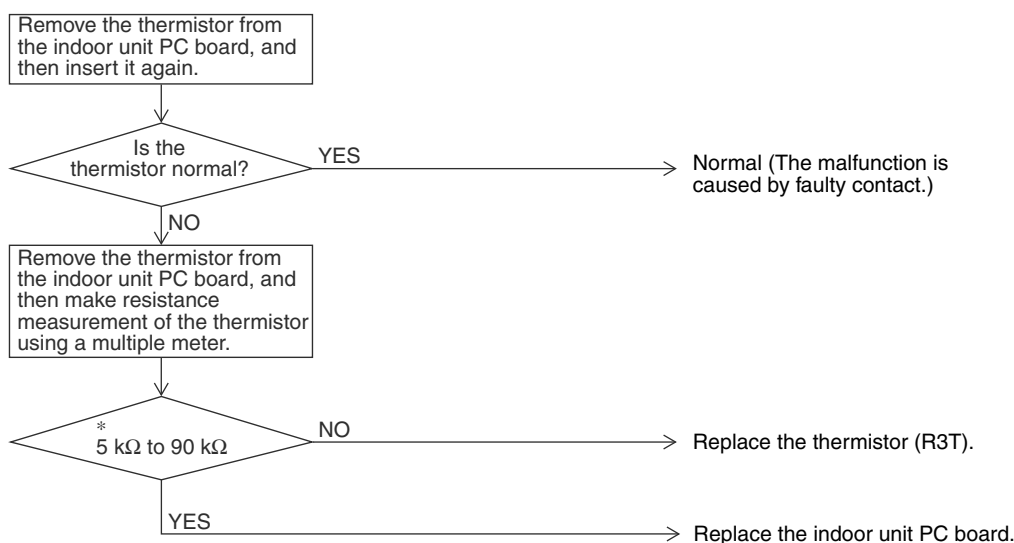 Remove the thermistor from
the indoor unit PC board, and
then insert it again.
Is the
thermistor normal?
YES
Normal (The malfunction is
caused by faulty contact.)
NO
Remove the thermistor from
the indoor unit PC board, and
then make resistance
measurement of the thermistor
using a multiple meter.
*
5 kΩ to 90 kΩ
NO
Replace the thermistor (R3T).
YES
Replace the indoor unit PC board.